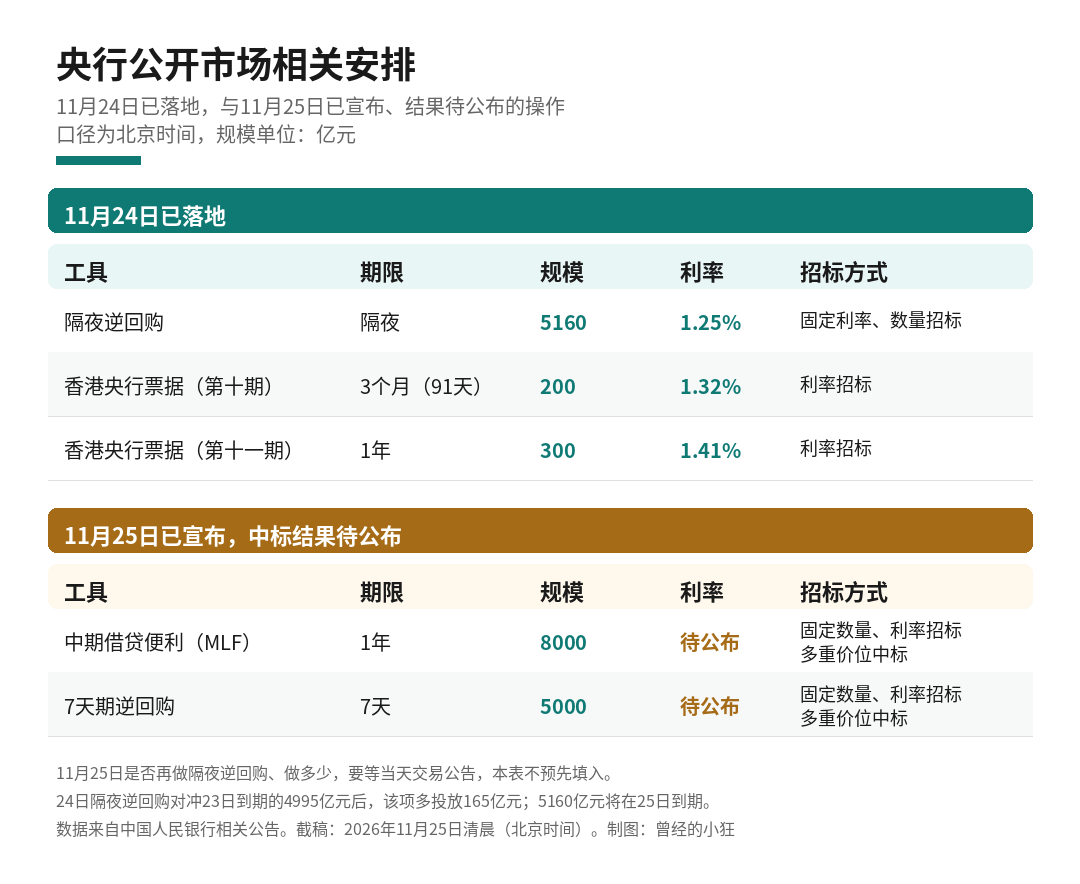 央行公开市场相关安排
11月24日已落地，与11月25日已宣布、结果待公布的操作
口径为北京时间，规模单位：亿元
11月24日已落地
工具 期限 规模 利率 招标方式
隔夜逆回购 隔夜 5160 1.25% 固定利率、数量招标
香港央行票据（第十期） 3个月（91天） 200 1.32% 利率招标
香港央行票据（第十一期） 1年 300 1.41% 利率招标
11月25日已宣布，中标结果待公布
工具 期限 规模 利率 招标方式
中期借贷便利（MLF） 1年 8000 待公布 固定数量、利率招标
多重价位中标
7天期逆回购 7天 5000 待公布 固定数量、利率招标
多重价位中标
11月25日是否再做隔夜逆回购、做多少，要等当天交易公告，本表不预先填入。
24日隔夜逆回购对冲23日到期的4995亿元后，该项多投放165亿元；5160亿元将在25日到期。
数据来自中国人民银行相关公告。截稿：2026年11月25日清晨（北京时间）。制图：曾经的小狂